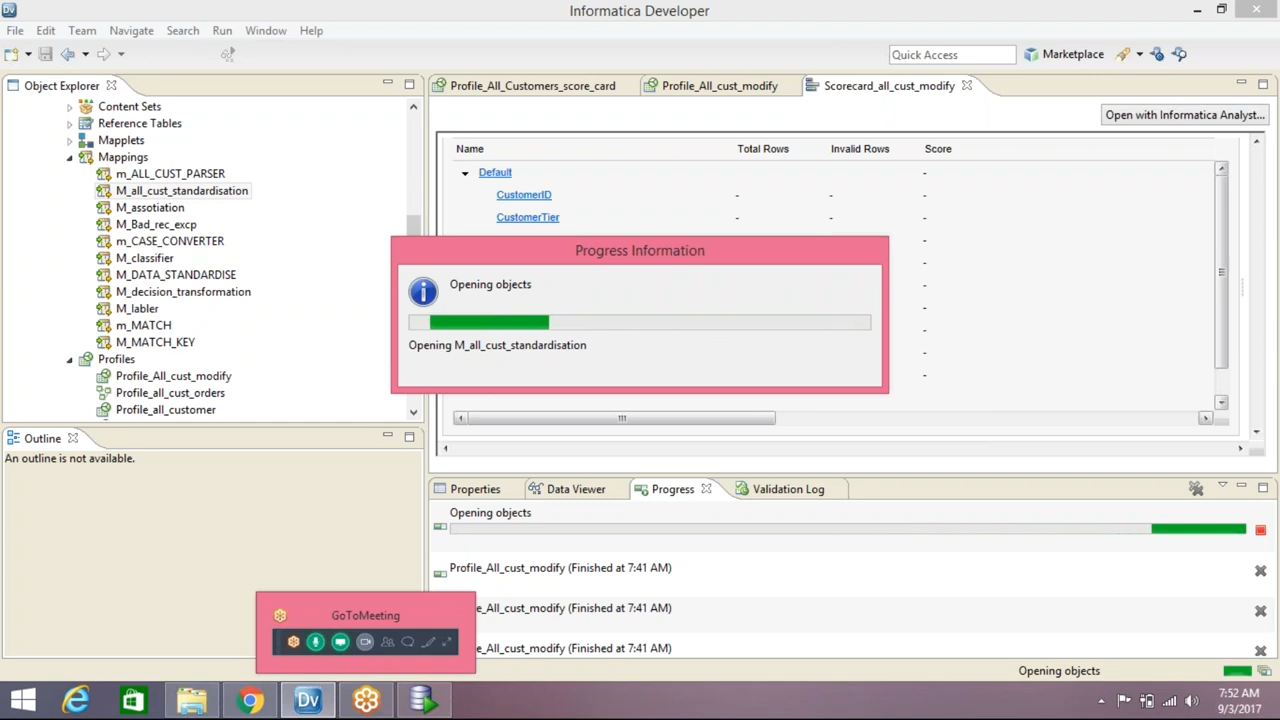 Dv
Informatica Developer
File Edit Team Navigate Search Run Window Help
Quick Access
Marketplace
Object Explorer
Content Sets
Reference Tables
Mapplets
Mappings
m_ALL_CUST_PARSER
M_all_cust_standardisation
M_assotiation
M_Bad_rec_excp
m_CASE_CONVERTER
M_classifier
M_DATA_STANDARDISE
M_decision_transformation
M_labler
m_MATCH
M_MATCH_KEY
Profiles
Profile_All_cust_modify
Profile_all_cust_orders
Profile_all_customer
Outline
An outline is not available.
Profile_All_Customers_score_card Profile_All_cust_modify Scorecard_all_cust_modify
Open with Informatica Analyst...
Name Total Rows Invalid Rows Score
Default -
CustomerID - - -
CustomerTier - - -
-
-
-
-
-
-
-
Progress Information
Opening objects
Opening M_all_cust_standardisation
Properties Data Viewer Progress Validation Log
Opening objects
Profile_All_cust_modify (Finished at 7:41 AM)
e_All_cust_modify (Finished at 7:41 AM)
e_All_cust_modify (Finished at 7:41 AM)
GoToMeeting
Opening objects
Dv
7:52 AM
9/3/2017